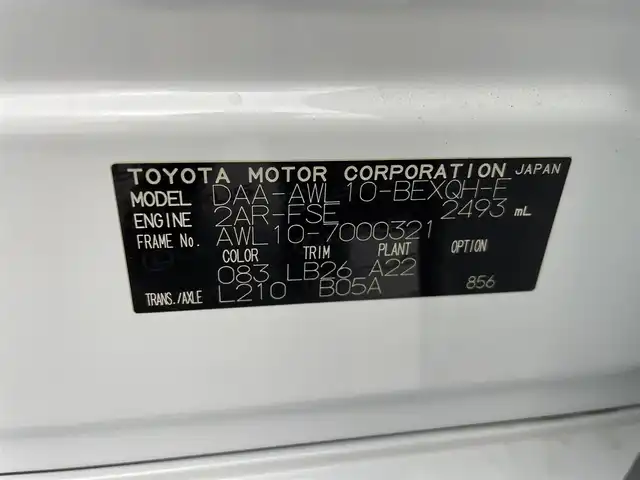 TOYOTA MOTOR CORPORATION JAPAN
MODEL DAA-AWL10-BEXQH-E
ENGINE 2AR-FSE 2493 mL
FRAME No. AWL10-7000321
COLOR TRIM PLANT OPTION
083 LB26 A22
TRANS./AXLE L210 B05A 856